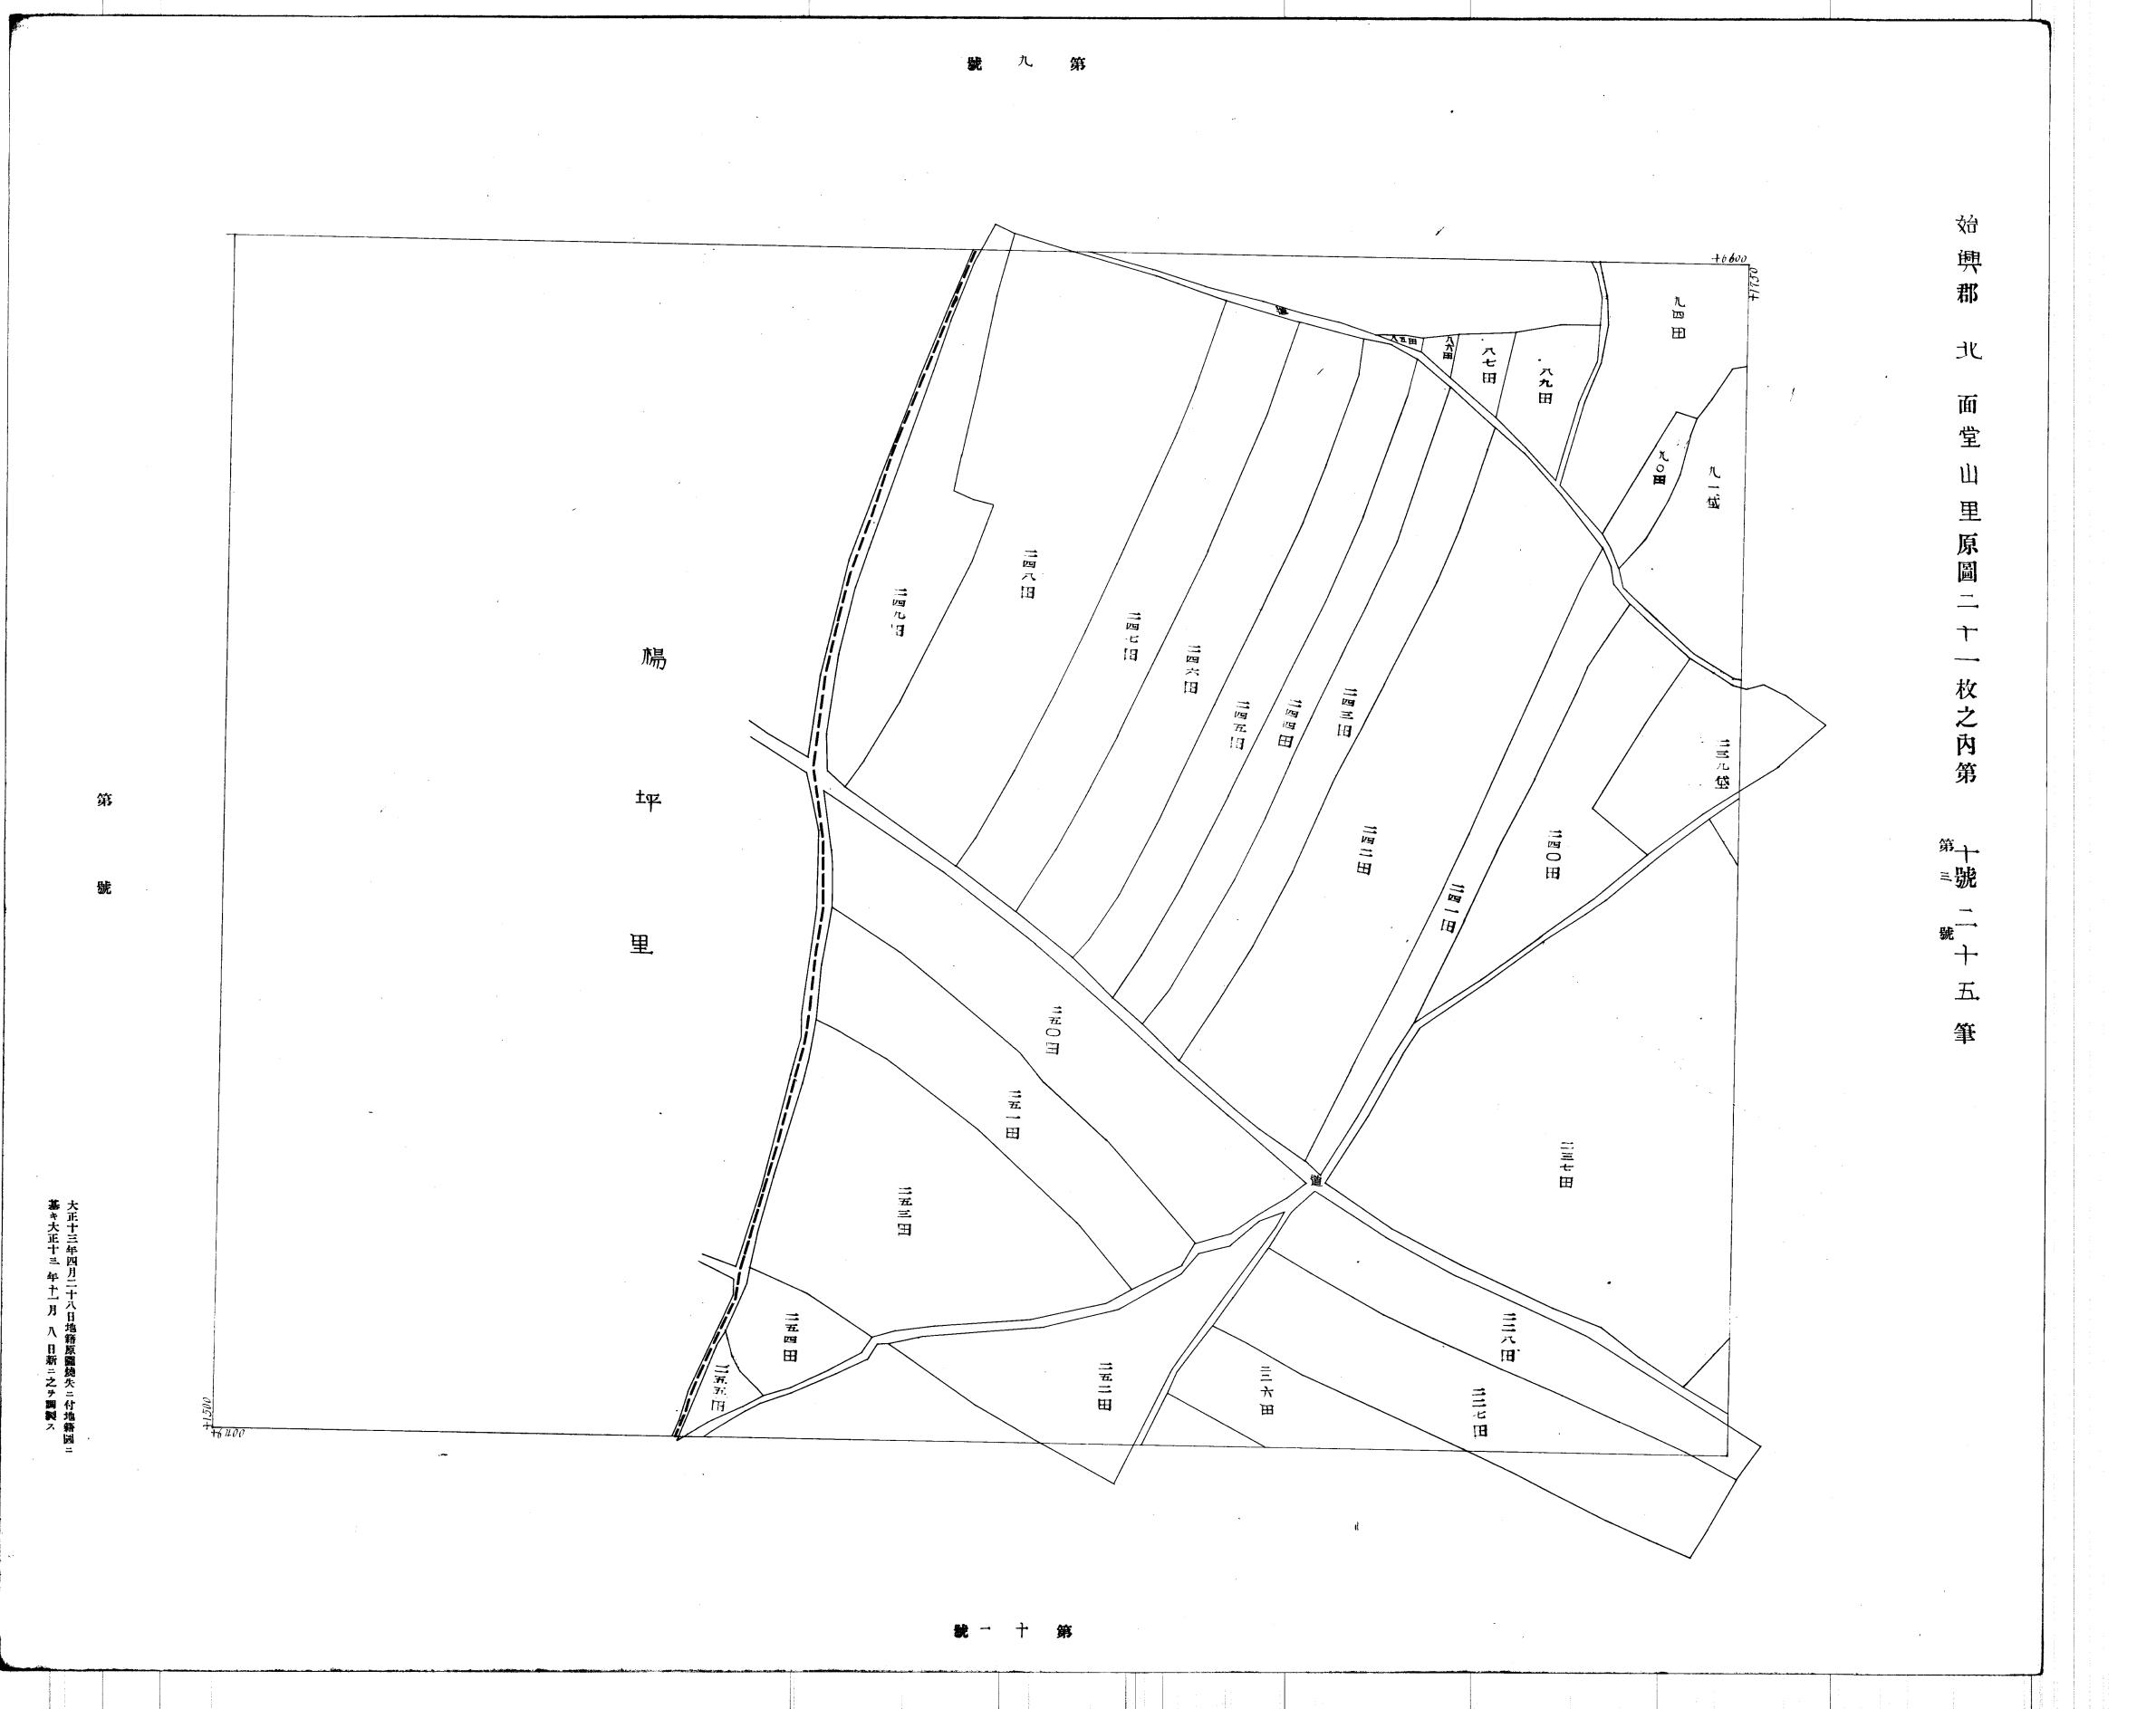 始興郡 北 面堂山里原圖二十一枚之內第 十號 二十五筆
第三號
號 九 第
+6600
+1750
九四田
八五田
八六田
八七田
八九田
九〇田
九一垈
道
二四九田
二四八田
二四七田
二四六田
二四五田
二四四田
二四三田
二四二田
二四一田
二四〇田
二三九垈
二三七田
二五〇田
二五一田
二五三田
二五四田
二五五田
二五二田
道
二二八田
二二七田
楊坪里
第 號
+1500
+6400
大正十三年四月二十八日地籍原圖燒失ニ付地籍圖ニ
基キ大正十三年十一月 八日新ニ之ヲ調製ス
號 一 十 第